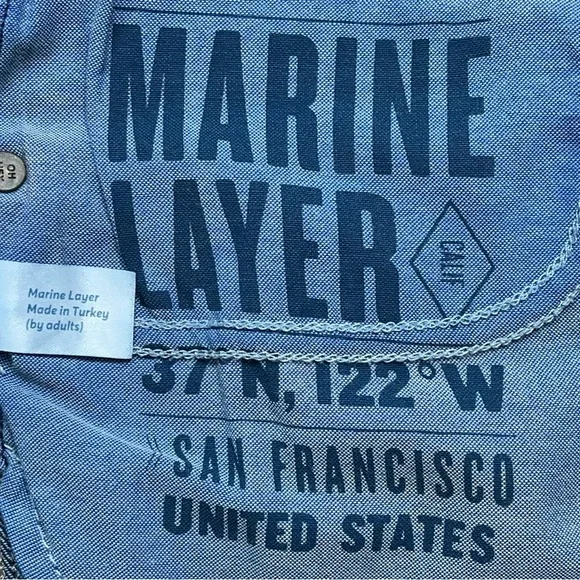 MARINE
LAYER
CALIF
Marine Layer
Made in Turkey
(by adults)
37°N, 122°W
SAN FRANCISCO
UNITED STATES